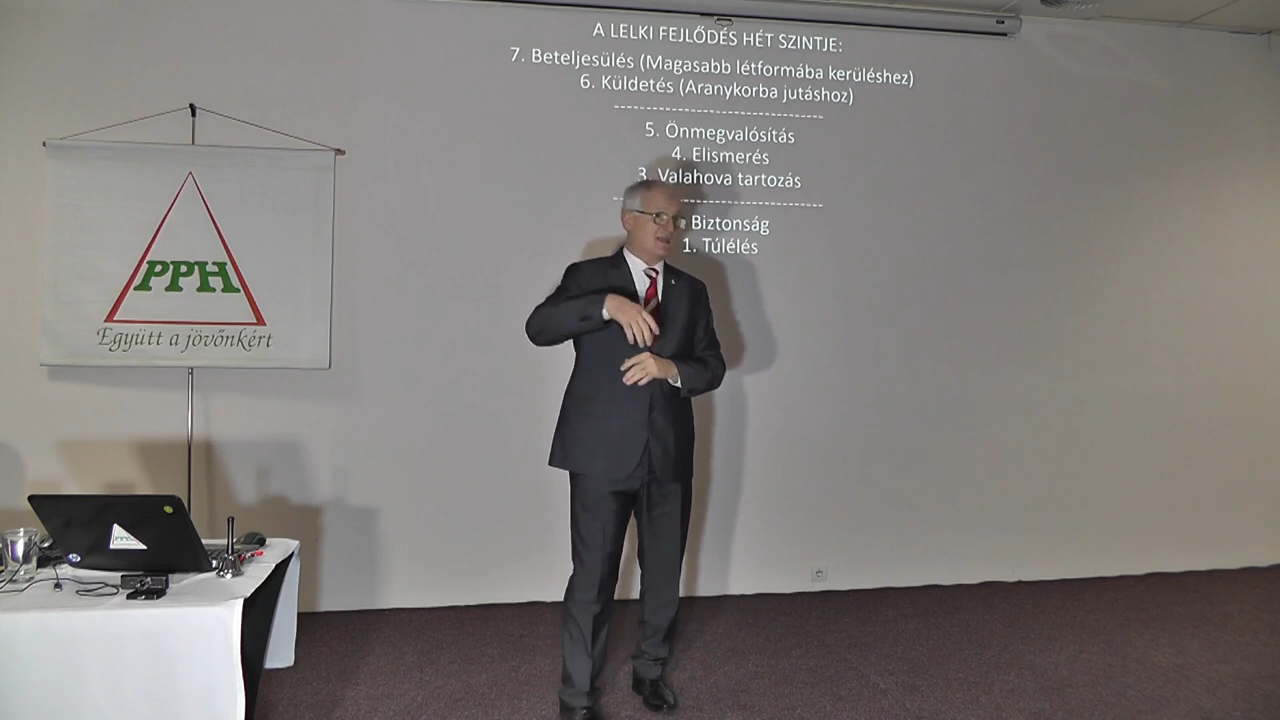 A LELKI FEJLŐDÉS HÉT SZINTJE:
7. Beteljesülés (Magasabb létformába kerüléshez)
6. Küldetés (Aranykorba jutáshoz)
5. Önmegvalósítás
4. Elismerés
3. Valahova tartozás
Biztonság
1. Túlélés
PPH
Együtt a jövőnkért